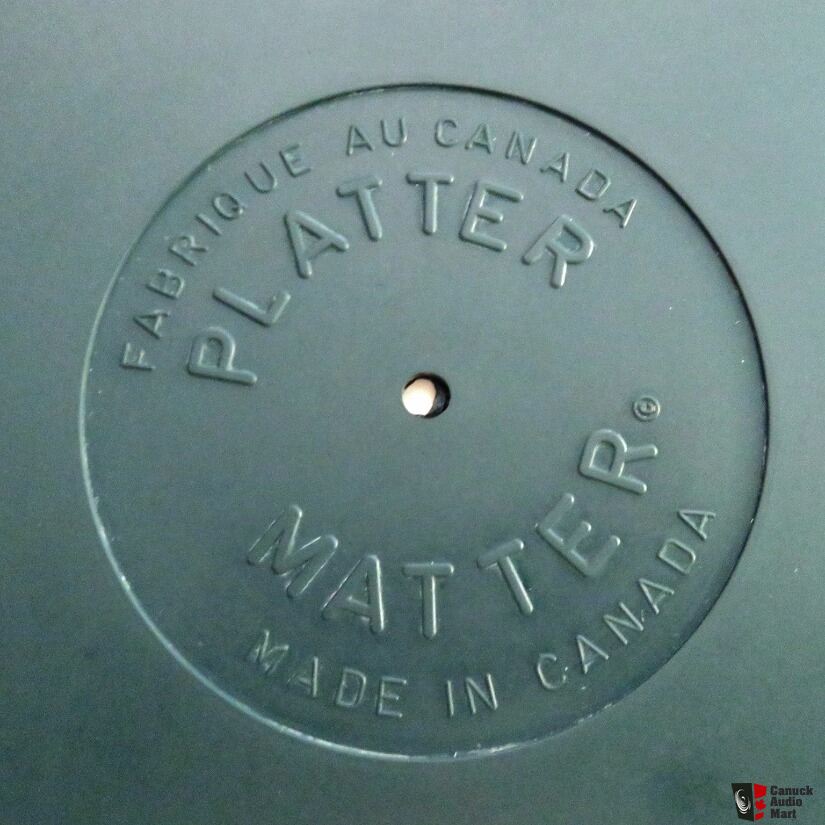 FABRIQUE AU CANADA
PLATTER
MATTER©
MADE IN CANADA
Canuck
Audio
Mart